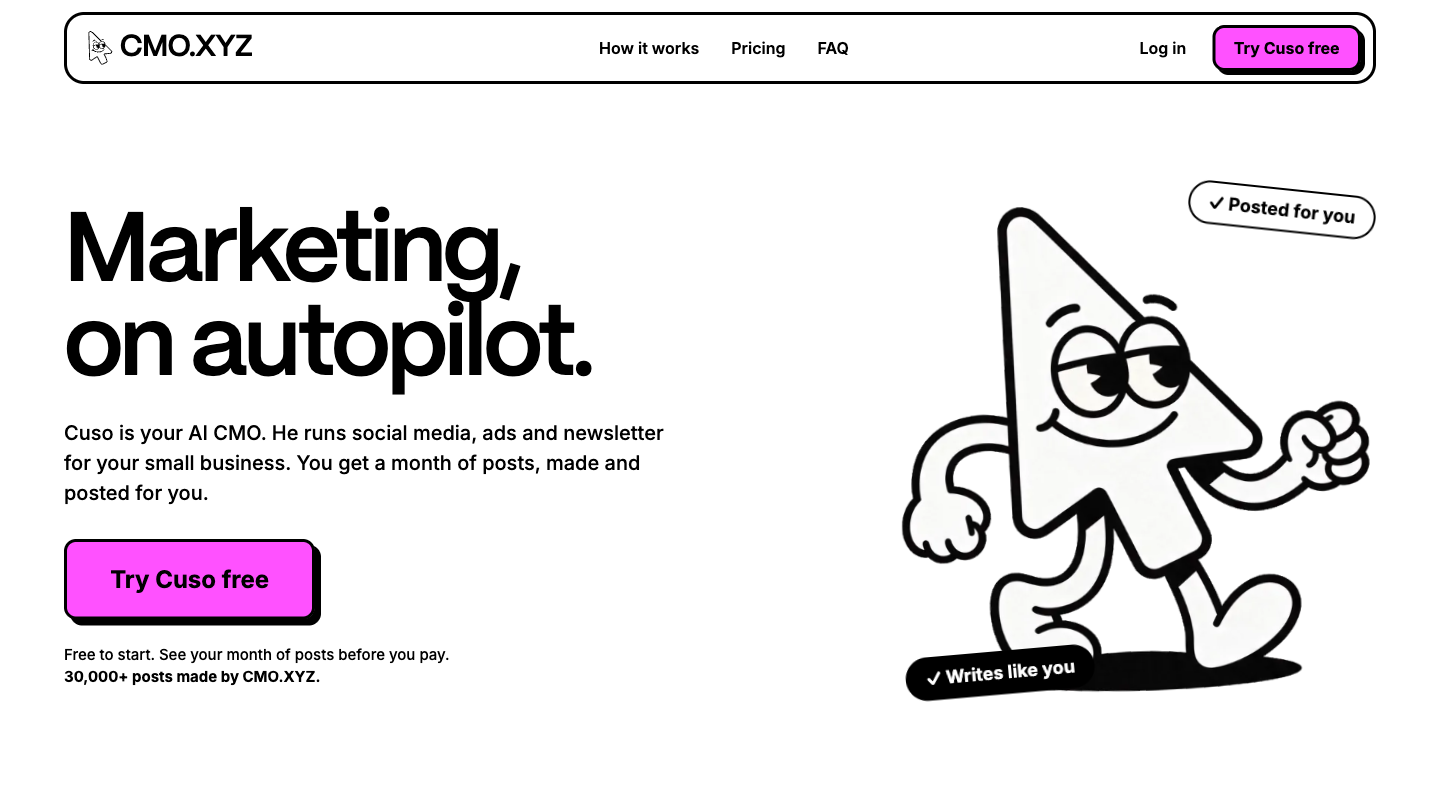 CMO.XYZ
How it works
Pricing
FAQ
Log in
Try Cuso free
Marketing,
on autopilot.
Cuso is your AI CMO. He runs social media, ads and newsletter
for your small business. You get a month of posts, made and
posted for you.
Try Cuso free
Free to start. See your month of posts before you pay.
30,000+ posts made by CMO.XYZ.
✓ Posted for you
✓ Writes like you